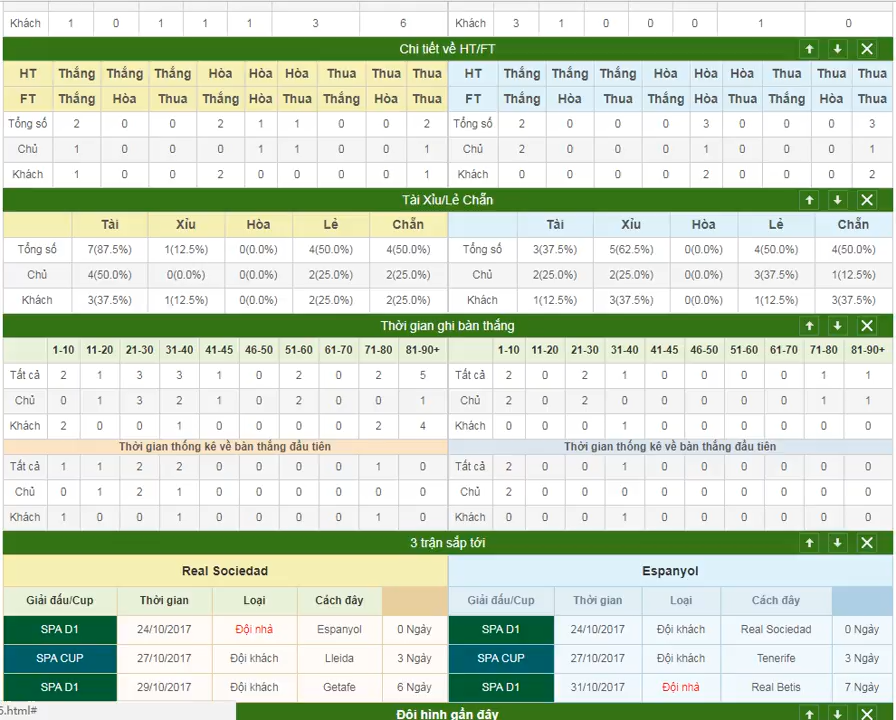 Khách 1 0 1 1 1 3 6 Khách 3 1 0 0 0 1 0
Chi tiết về HT/FT
HT Thắng Thắng Thắng Hòa Hòa Hòa Thua Thua Thua HT Thắng Thắng Thắng Hòa Hòa Hòa Thua Thua Thua
FT Thắng Hòa Thua Thắng Hòa Thua Thắng Hòa Thua FT Thắng Hòa Thua Thắng Hòa Thua Thắng Hòa Thua
Tổng số 2 0 0 2 1 1 0 0 2 Tổng số 2 0 0 0 3 0 0 0 3
Chủ 1 0 0 0 1 1 0 0 1 Chủ 2 0 0 0 1 0 0 0 1
Khách 1 0 0 2 0 0 0 0 1 Khách 0 0 0 0 2 0 0 0 2
Tài Xỉu/Lẻ Chẵn
Tài Xỉu Hòa Lẻ Chẵn Tài Xỉu Hòa Lẻ Chẵn
Tổng số 7(87.5%) 1(12.5%) 0(0.0%) 4(50.0%) 4(50.0%) Tổng số 3(37.5%) 5(62.5%) 0(0.0%) 4(50.0%) 4(50.0%)
Chủ 4(50.0%) 0(0.0%) 0(0.0%) 2(25.0%) 2(25.0%) Chủ 2(25.0%) 2(25.0%) 0(0.0%) 3(37.5%) 1(12.5%)
Khách 3(37.5%) 1(12.5%) 0(0.0%) 2(25.0%) 2(25.0%) Khách 1(12.5%) 3(37.5%) 0(0.0%) 1(12.5%) 3(37.5%)
Thời gian ghi bàn thắng
1-10 11-20 21-30 31-40 41-45 46-50 51-60 61-70 71-80 81-90+ 1-10 11-20 21-30 31-40 41-45 46-50 51-60 61-70 71-80 81-90+
Tất cả 2 1 3 3 1 0 2 0 2 5 Tất cả 2 0 2 1 0 0 0 0 1 1
Chủ 0 1 3 2 1 0 2 0 0 1 Chủ 2 0 2 0 0 0 0 0 1 1
Khách 2 0 0 1 0 0 0 0 2 4 Khách 0 0 0 1 0 0 0 0 0 0
Thời gian thống kê về bàn thắng đầu tiên Thời gian thống kê về bàn thắng đầu tiên
Tất cả 1 1 2 2 0 0 0 0 1 0 Tất cả 2 0 0 1 0 0 0 0 0 0
Chủ 0 1 2 1 0 0 0 0 0 0 Chủ 2 0 0 0 0 0 0 0 0 0
Khách 1 0 0 1 0 0 0 0 1 0 Khách 0 0 0 1 0 0 0 0 0 0
3 trận sắp tới
Real Sociedad Espanyol
Giải đấu/Cup Thời gian Loại Cách đây Giải đấu/Cup Thời gian Loại Cách đây
SPA D1 24/10/2017 Đội nhà Espanyol 0 Ngày SPA D1 24/10/2017 Đội khách Real Sociedad 0 Ngày
SPA CUP 27/10/2017 Đội khách Lleida 3 Ngày SPA CUP 27/10/2017 Đội khách Tenerife 3 Ngày
SPA D1 29/10/2017 Đội khách Getafe 6 Ngày SPA D1 31/10/2017 Đội nhà Real Betis 7 Ngày
5.html#
Đội hình gần đây